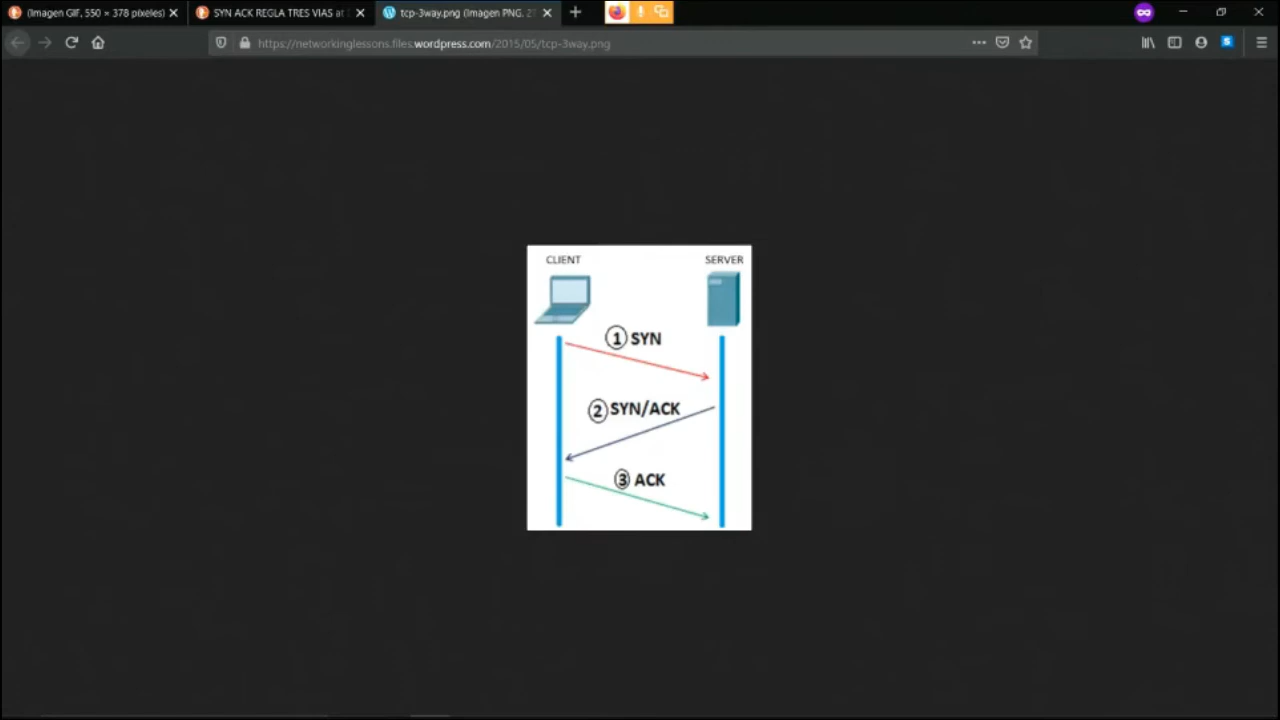 (Imagen GIF, 550 × 378 píxeles)
SYN ACK REGLA TRES VIAS at
tcp-3way.png (Imagen PNG,
https://networkinglessons.files.wordpress.com/2015/05/tcp-3way.png
CLIENT
SERVER
1 SYN
2 SYN/ACK
3 ACK